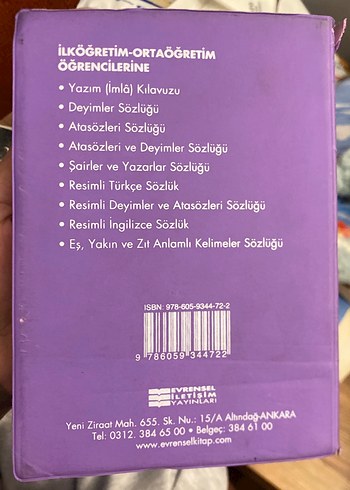 İLKÖĞRETİM-ORTAÖĞRETİM
ÖĞRENCİLERİNE
• Yazım (İmlâ) Kılavuzu
• Deyimler Sözlüğü
• Atasözleri Sözlüğü
• Atasözleri ve Deyimler Sözlüğü
• Şairler ve Yazarlar Sözlüğü
• Resimli Türkçe Sözlük
• Resimli Deyimler ve Atasözleri Sözlüğü
• Resimli İngilizce Sözlük
• Eş, Yakın ve Zıt Anlamlı Kelimeler Sözlüğü
ISBN: 978-605-9344-72-2
9 786059 344722
EVRENSEL
İLETİŞİM
YAYINLARI
Yeni Ziraat Mah. 655. Sk. Nu.: 15/A Altındağ-ANKARA
Tel: 0312. 384 65 00 • Belgeç: 384 61 00
www.evrenselkitap.com